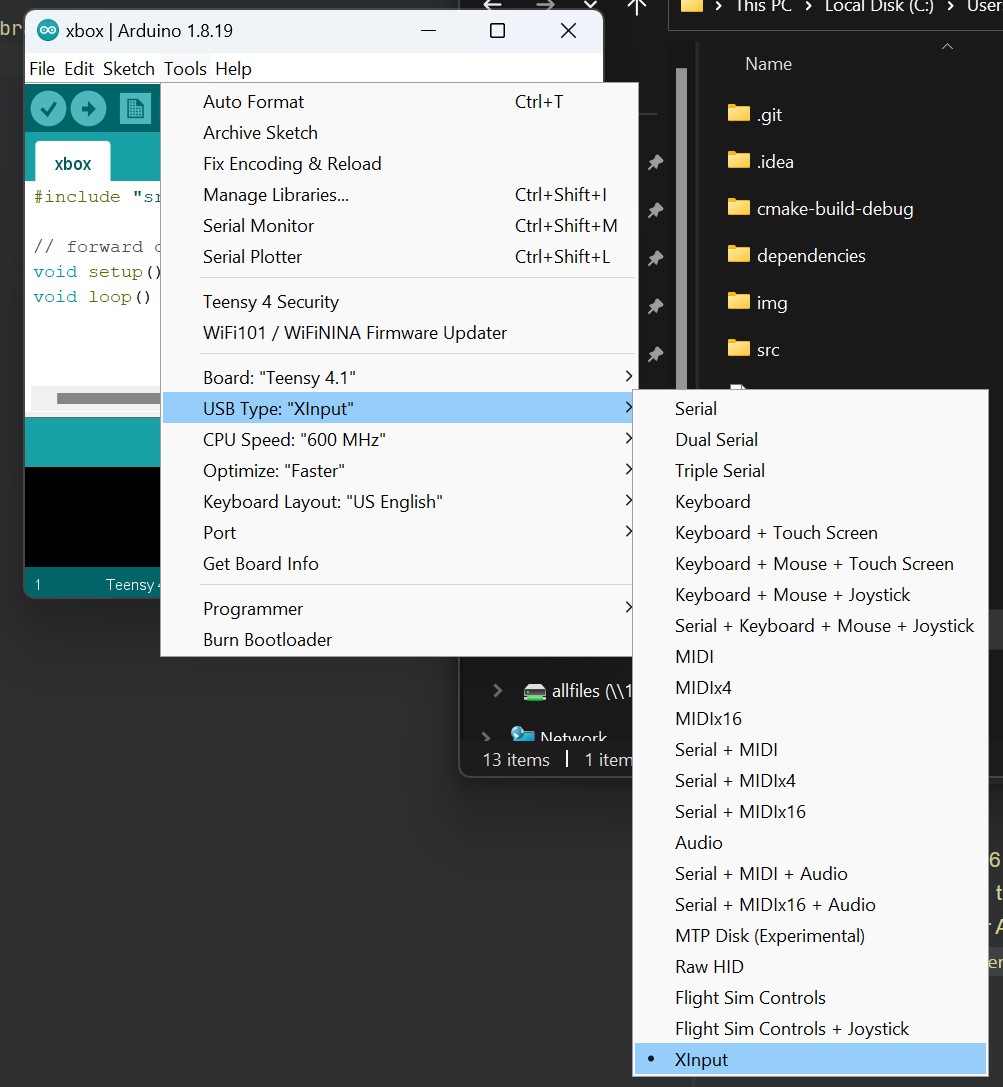 xbox | Arduino 1.8.19
File Edit Sketch Tools Help
xbox
#include "sr
// forward
void setup()
void loop()
1
Teensy
Auto Format Ctrl+T
Archive Sketch
Fix Encoding & Reload
Manage Libraries... Ctrl+Shift+I
Serial Monitor Ctrl+Shift+M
Serial Plotter Ctrl+Shift+L
Teensy 4 Security
WiFi101 / WiFiNINA Firmware Updater
Board: "Teensy 4.1"
USB Type: "XInput"
CPU Speed: "600 MHz"
Optimize: "Faster"
Keyboard Layout: "US English"
Port
Get Board Info
Programmer
Burn Bootloader
Serial
Dual Serial
Triple Serial
Keyboard
Keyboard + Touch Screen
Keyboard + Mouse + Touch Screen
Keyboard + Mouse + Joystick
Serial + Keyboard + Mouse + Joystick
MIDI
MIDIx4
MIDIx16
Serial + MIDI
Serial + MIDIx4
Serial + MIDIx16
Audio
Serial + MIDI + Audio
Serial + MIDIx16 + Audio
MTP Disk (Experimental)
Raw HID
Flight Sim Controls
Flight Sim Controls + Joystick
XInput
This PC > Local Disk (C:) > User
Name
.git
.idea
cmake-build-debug
dependencies
img
src
allfiles (\\1
Network
13 items | 1 item